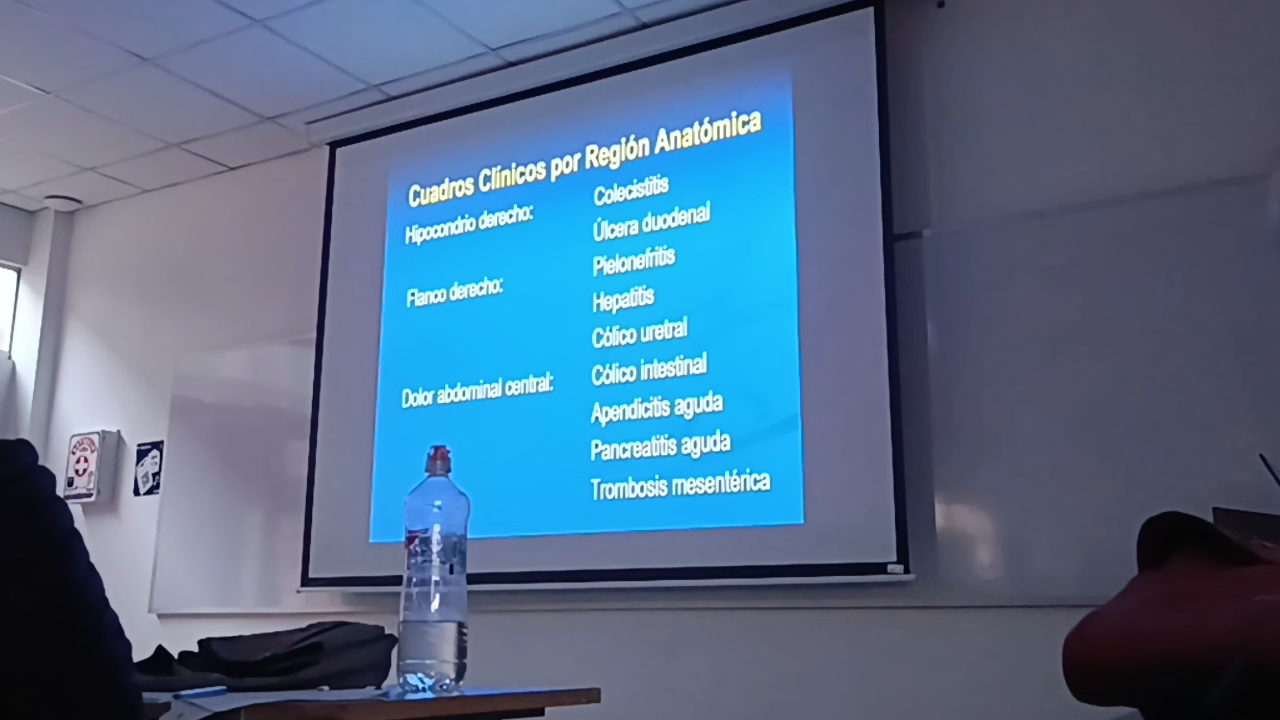 Cuadros Clínicos por Región Anatómica
Hipocondrio derecho:
Colecistitis
Úlcera duodenal
Flanco derecho:
Pielonefritis
Hepatitis
Cólico uretral
Dolor abdominal central:
Cólico intestinal
Apendicitis aguda
Pancreatitis aguda
Trombosis mesentérica